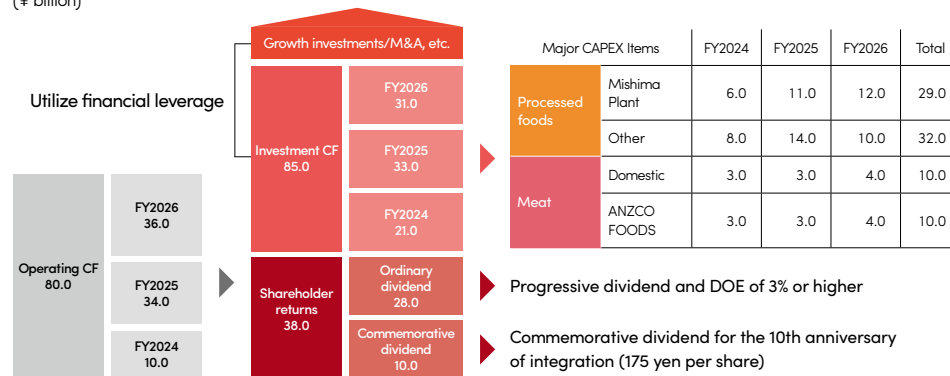 (¥ billion)
Utilize financial leverage
Operating CF
80.0
FY2026
36.0
FY2025
34.0
FY2024
10.0
Growth investments/M&A, etc.
Investment CF
85.0
FY2026
31.0
FY2025
33.0
FY2024
21.0
Shareholder
returns
38.0
Ordinary
dividend
28.0
Commemorative
dividend
10.0
Major CAPEX Items FY2024 FY2025 FY2026 Total
Processed
foods
Mishima
Plant
6.0 11.0 12.0 29.0
Other 8.0 14.0 10.0 32.0
Meat
Domestic 3.0 3.0 4.0 10.0
ANZCO
FOODS
3.0 3.0 4.0 10.0
Progressive dividend and DOE of 3% or higher
Commemorative dividend for the 10th anniversary
of integration (175 yen per share)